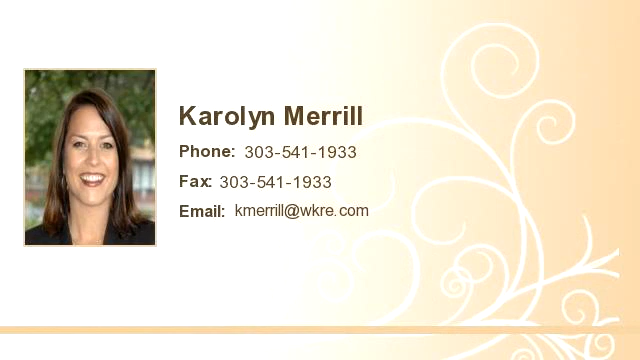 Karolyn Merrill
Phone: 303-541-1933
Fax: 303-541-1933
Email: kmerrill@wkre.com